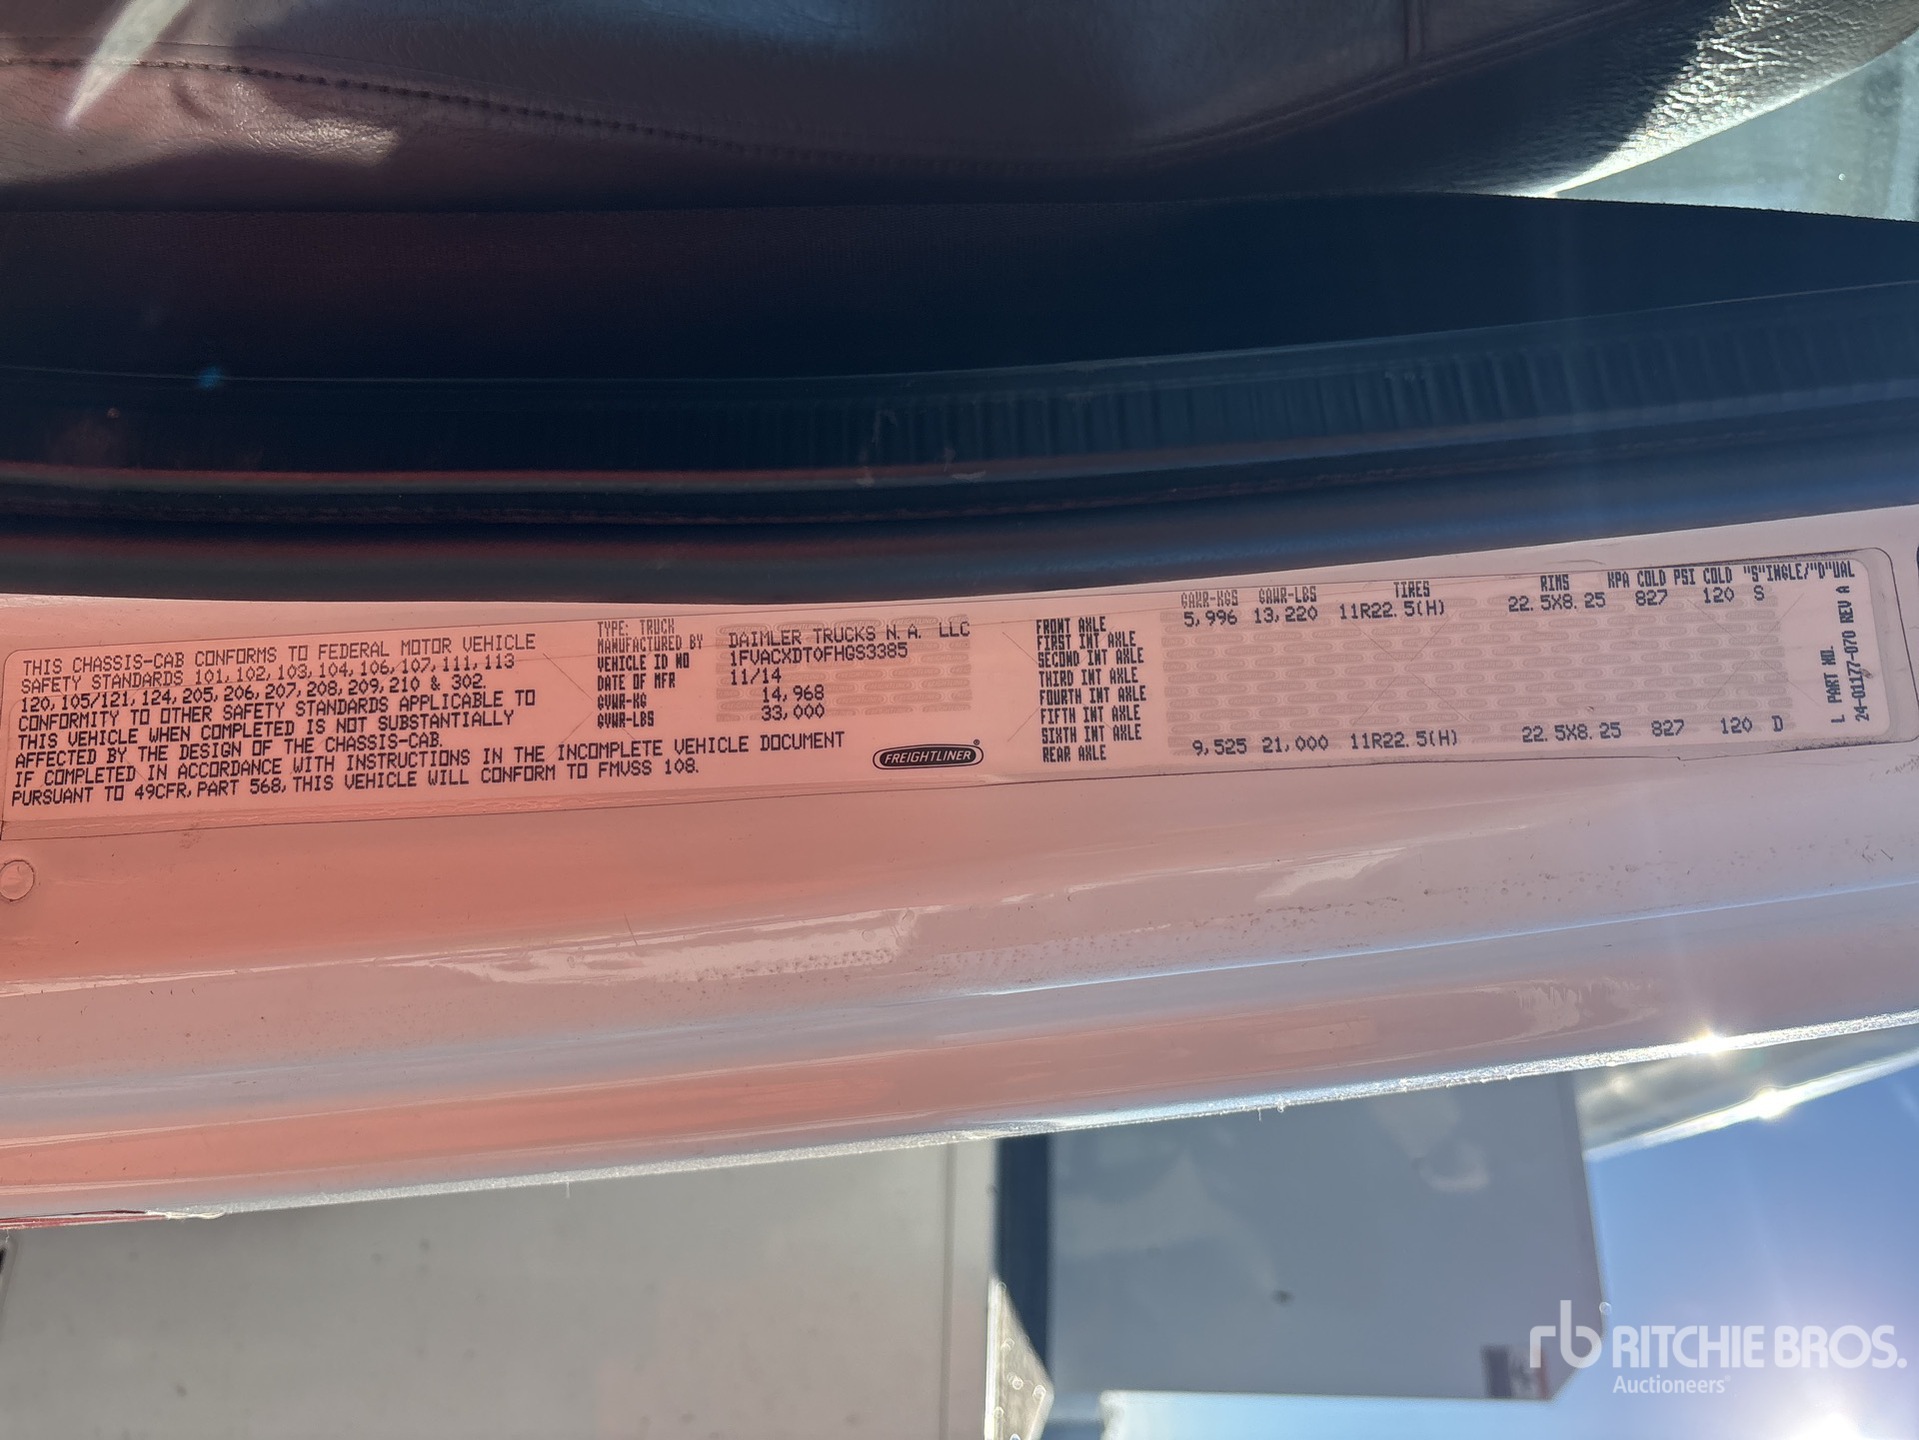 THIS CHASSIS-CAB CONFORMS TO FEDERAL MOTOR VEHICLE
SAFETY STANDARDS 101, 102, 103, 104, 106, 107, 111, 113
120, 105/121, 124, 205, 206, 207, 208, 209, 210 & 302.
CONFORMITY TO OTHER SAFETY STANDARDS APPLICABLE TO
THIS VEHICLE WHEN COMPLETED IS NOT SUBSTANTIALLY
AFFECTED BY THE DESIGN OF THE CHASSIS-CAB.
IF COMPLETED IN ACCORDANCE WITH INSTRUCTIONS IN THE INCOMPLETE VEHICLE DOCUMENT
PURSUANT TO 49CFR, PART 568, THIS VEHICLE WILL CONFORM TO FMVSS 108.
TYPE: TRUCK
MANUFACTURED BY DAIMLER TRUCKS N. A. LLC
VEHICLE ID NO 1FVACXDT0FHGS3385
DATE OF MFR 11/14
GVWR-KG 14,968
GVWR-LBS 33,000
FREIGHTLINER®
GAWR-KGS GAWR-LBS TIRES RIMS KPA COLD PSI COLD "S"INGLE/"D"UAL
FRONT AXLE 5,996 13,220 11R22.5(H) 22.5X8.25 827 120 S
FIRST INT AXLE
SECOND INT AXLE
THIRD INT AXLE
FOURTH INT AXLE
FIFTH INT AXLE
SIXTH INT AXLE
REAR AXLE 9,525 21,000 11R22.5(H) 22.5X8.25 827 120 D
L PART NO.
24-01177-070 REV A
rb RITCHIE BROS.
Auctioneers